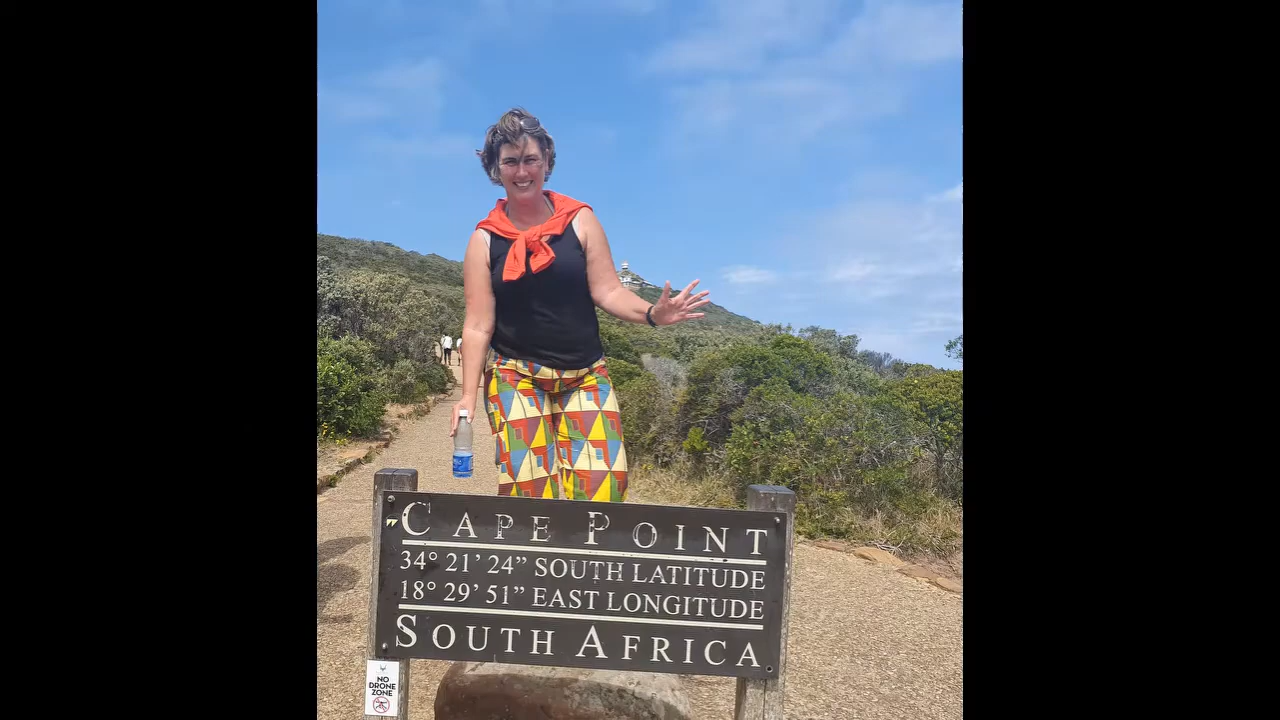 CAPE POINT
34° 21' 24" SOUTH LATITUDE
18° 29' 51" EAST LONGITUDE
SOUTH AFRICA
NO
DRONE
ZONE